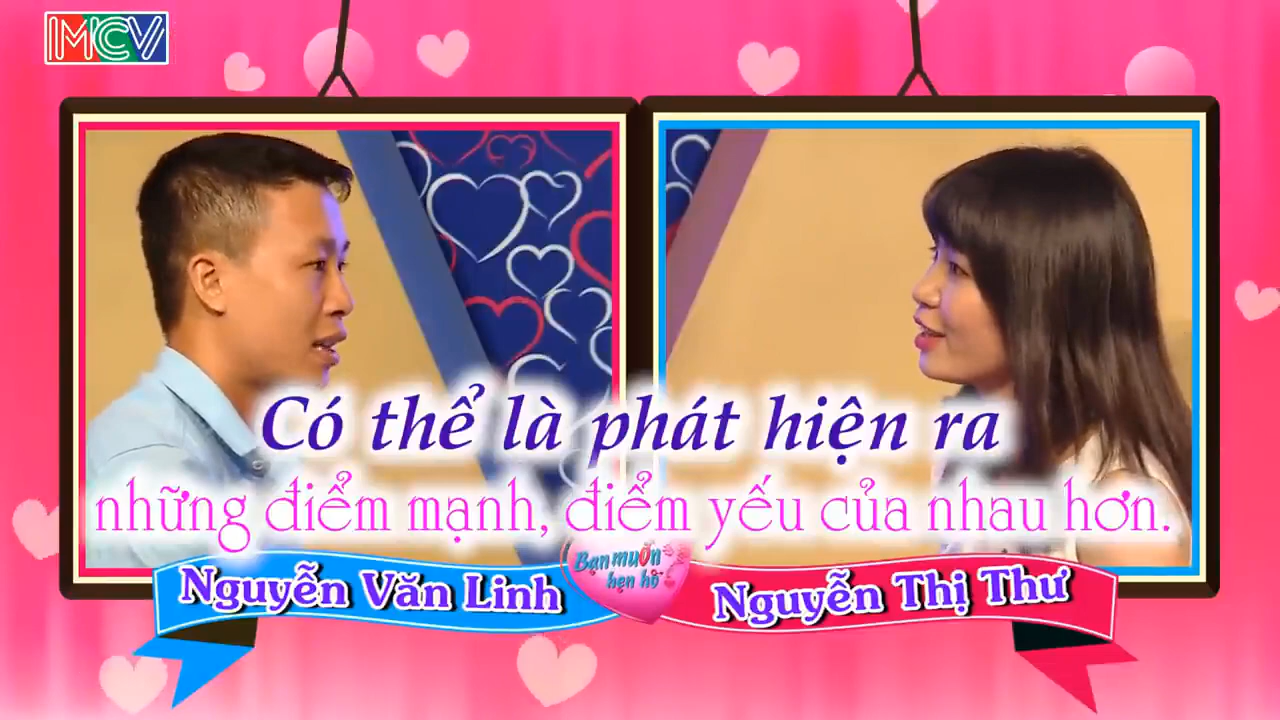 MCV
Có thể là phát hiện ra
những điểm mạnh, điểm yếu của nhau hơn.
Bạn muốn
hẹn hò
Nguyễn Văn Linh
Nguyễn Thị Thư